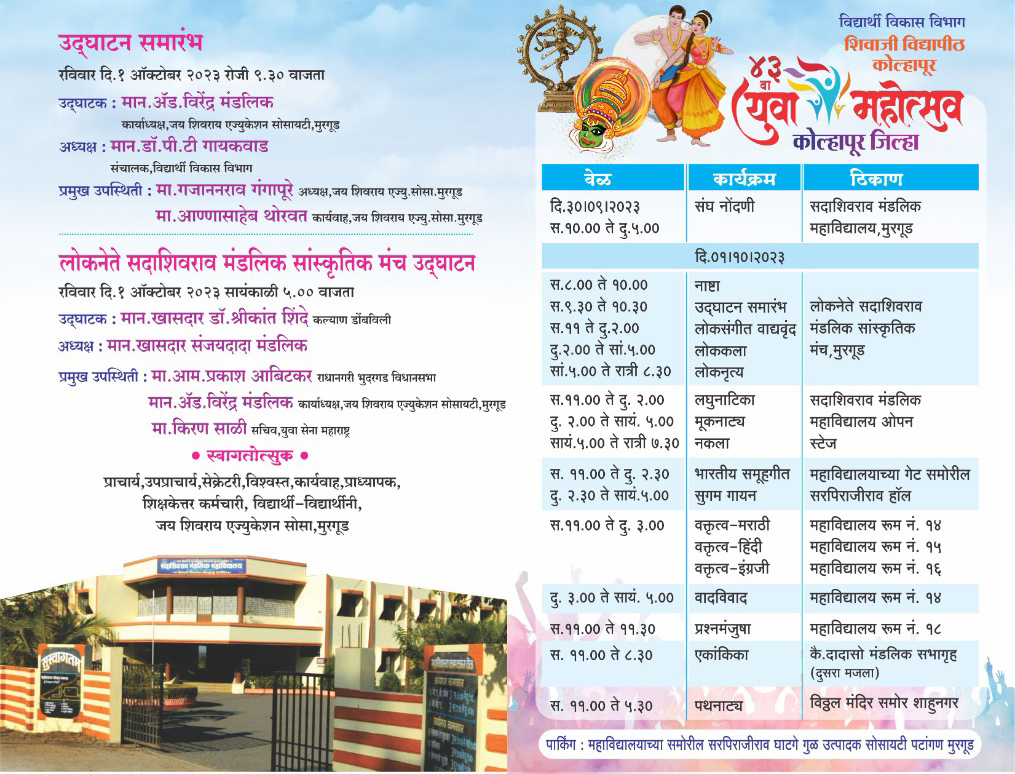 उद्घाटन समारंभ
रविवार दि.१ ऑक्टोबर २०२३ रोजी ९.३० वाजता
उद्घाटक : मान.ॲड.विरेंद्र मंडलिक
कार्याध्यक्ष,जय शिवराय एज्युकेशन सोसायटी,मुरगूड
अध्यक्ष : मान.डॉ.पी.टी गायकवाड
संचालक,विद्यार्थी विकास विभाग
प्रमुख उपस्थिती : मा.गजाननराव गंगापूरे अध्यक्ष,जय शिवराय एज्यु.सोसा.मुरगूड
मा.आण्णासाहेब थोरवत कार्यवाह,जय शिवराय एज्यु.सोसा.मुरगूड
लोकनेते सदाशिवराव मंडलिक सांस्कृतिक मंच उद्घाटन
रविवार दि.१ ऑक्टोबर २०२३ सायंकाळी ५.०० वाजता
उद्घाटक : मान.खासदार डॉ.श्रीकांत शिंदे कल्याण डोंबविली
अध्यक्ष : मान.खासदार संजयदादा मंडलिक
प्रमुख उपस्थिती : मा.आम.प्रकाश आबिटकर राधानगरी भुदरगड विधानसभा
मान.ॲड.विरेंद्र मंडलिक कार्याध्यक्ष,जय शिवराय एज्युकेशन सोसायटी,मुरगूड
मा.किरण साळी सचिव,युवा सेना महाराष्ट्र
• स्वागतोत्सुक •
प्राचार्य,उपप्राचार्य,सेक्रेटरी,विश्वस्त,कार्यवाह,प्राध्यापक,
शिक्षकेत्तर कर्मचारी, विद्यार्थी-विद्यार्थीनी,
जय शिवराय एज्युकेशन सोसा,मुरगूड
सदाशिवराव मंडलिक महाविद्यालय
सुस्वागतम
विद्यार्थी विकास विभाग
शिवाजी विद्यापीठ
कोल्हापूर
४३ वा
युवा महोत्सव
कोल्हापूर जिल्हा
वेळ कार्यक्रम ठिकाण
दि.३०।०९।२०२३ संघ नोंदणी सदाशिवराव मंडलिक
स.१०.०० ते दु.५.०० महाविद्यालय,मुरगूड
दि.०१।१०।२०२३
स.८.०० ते १०.०० नाष्टा
स.९.३० ते १०.३० उद्घाटन समारंभ लोकनेते सदाशिवराव
स.११ ते दु.२.०० लोकसंगीत वाद्यवृंद मंडलिक सांस्कृतिक
दु.२.०० ते सां.५.०० लोककला मंच,मुरगूड
सां.५.०० ते रात्री ८.३० लोकनृत्य
स.११.०० ते दु. २.०० लघुनाटिका सदाशिवराव मंडलिक
दु. २.०० ते सायं. ५.०० मूकनाट्य महाविद्यालय ओपन
सायं.५.०० ते रात्री ७.३० नकला स्टेज
स. ११.०० ते दु. २.३० भारतीय समूहगीत महाविद्यालयाच्या गेट समोरील
दु. २.३० ते सायं.५.०० सुगम गायन सरपिराजीराव हॉल
स.११.०० ते दु. ३.०० वक्तृत्व-मराठी महाविद्यालय रूम नं. १४
वक्तृत्व-हिंदी महाविद्यालय रूम नं. १५
वक्तृत्व-इंग्रजी महाविद्यालय रूम नं. १६
दु. ३.०० ते सायं. ५.०० वादविवाद महाविद्यालय रूम नं. १४
स.११.०० ते ११.३० प्रश्नमंजुषा महाविद्यालय रूम नं. १८
स. ११.०० ते ८.३० एकांकिका कै.दादासो मंडलिक सभागृह
(दुसरा मजला)
स. ११.०० ते ५.३० पथनाट्य विठ्ठल मंदिर समोर शाहुनगर
पार्किंग : महाविद्यालयाच्या समोरील सरपिराजीराव घाटगे गुळ उत्पादक सोसायटी पटांगण मुरगूड